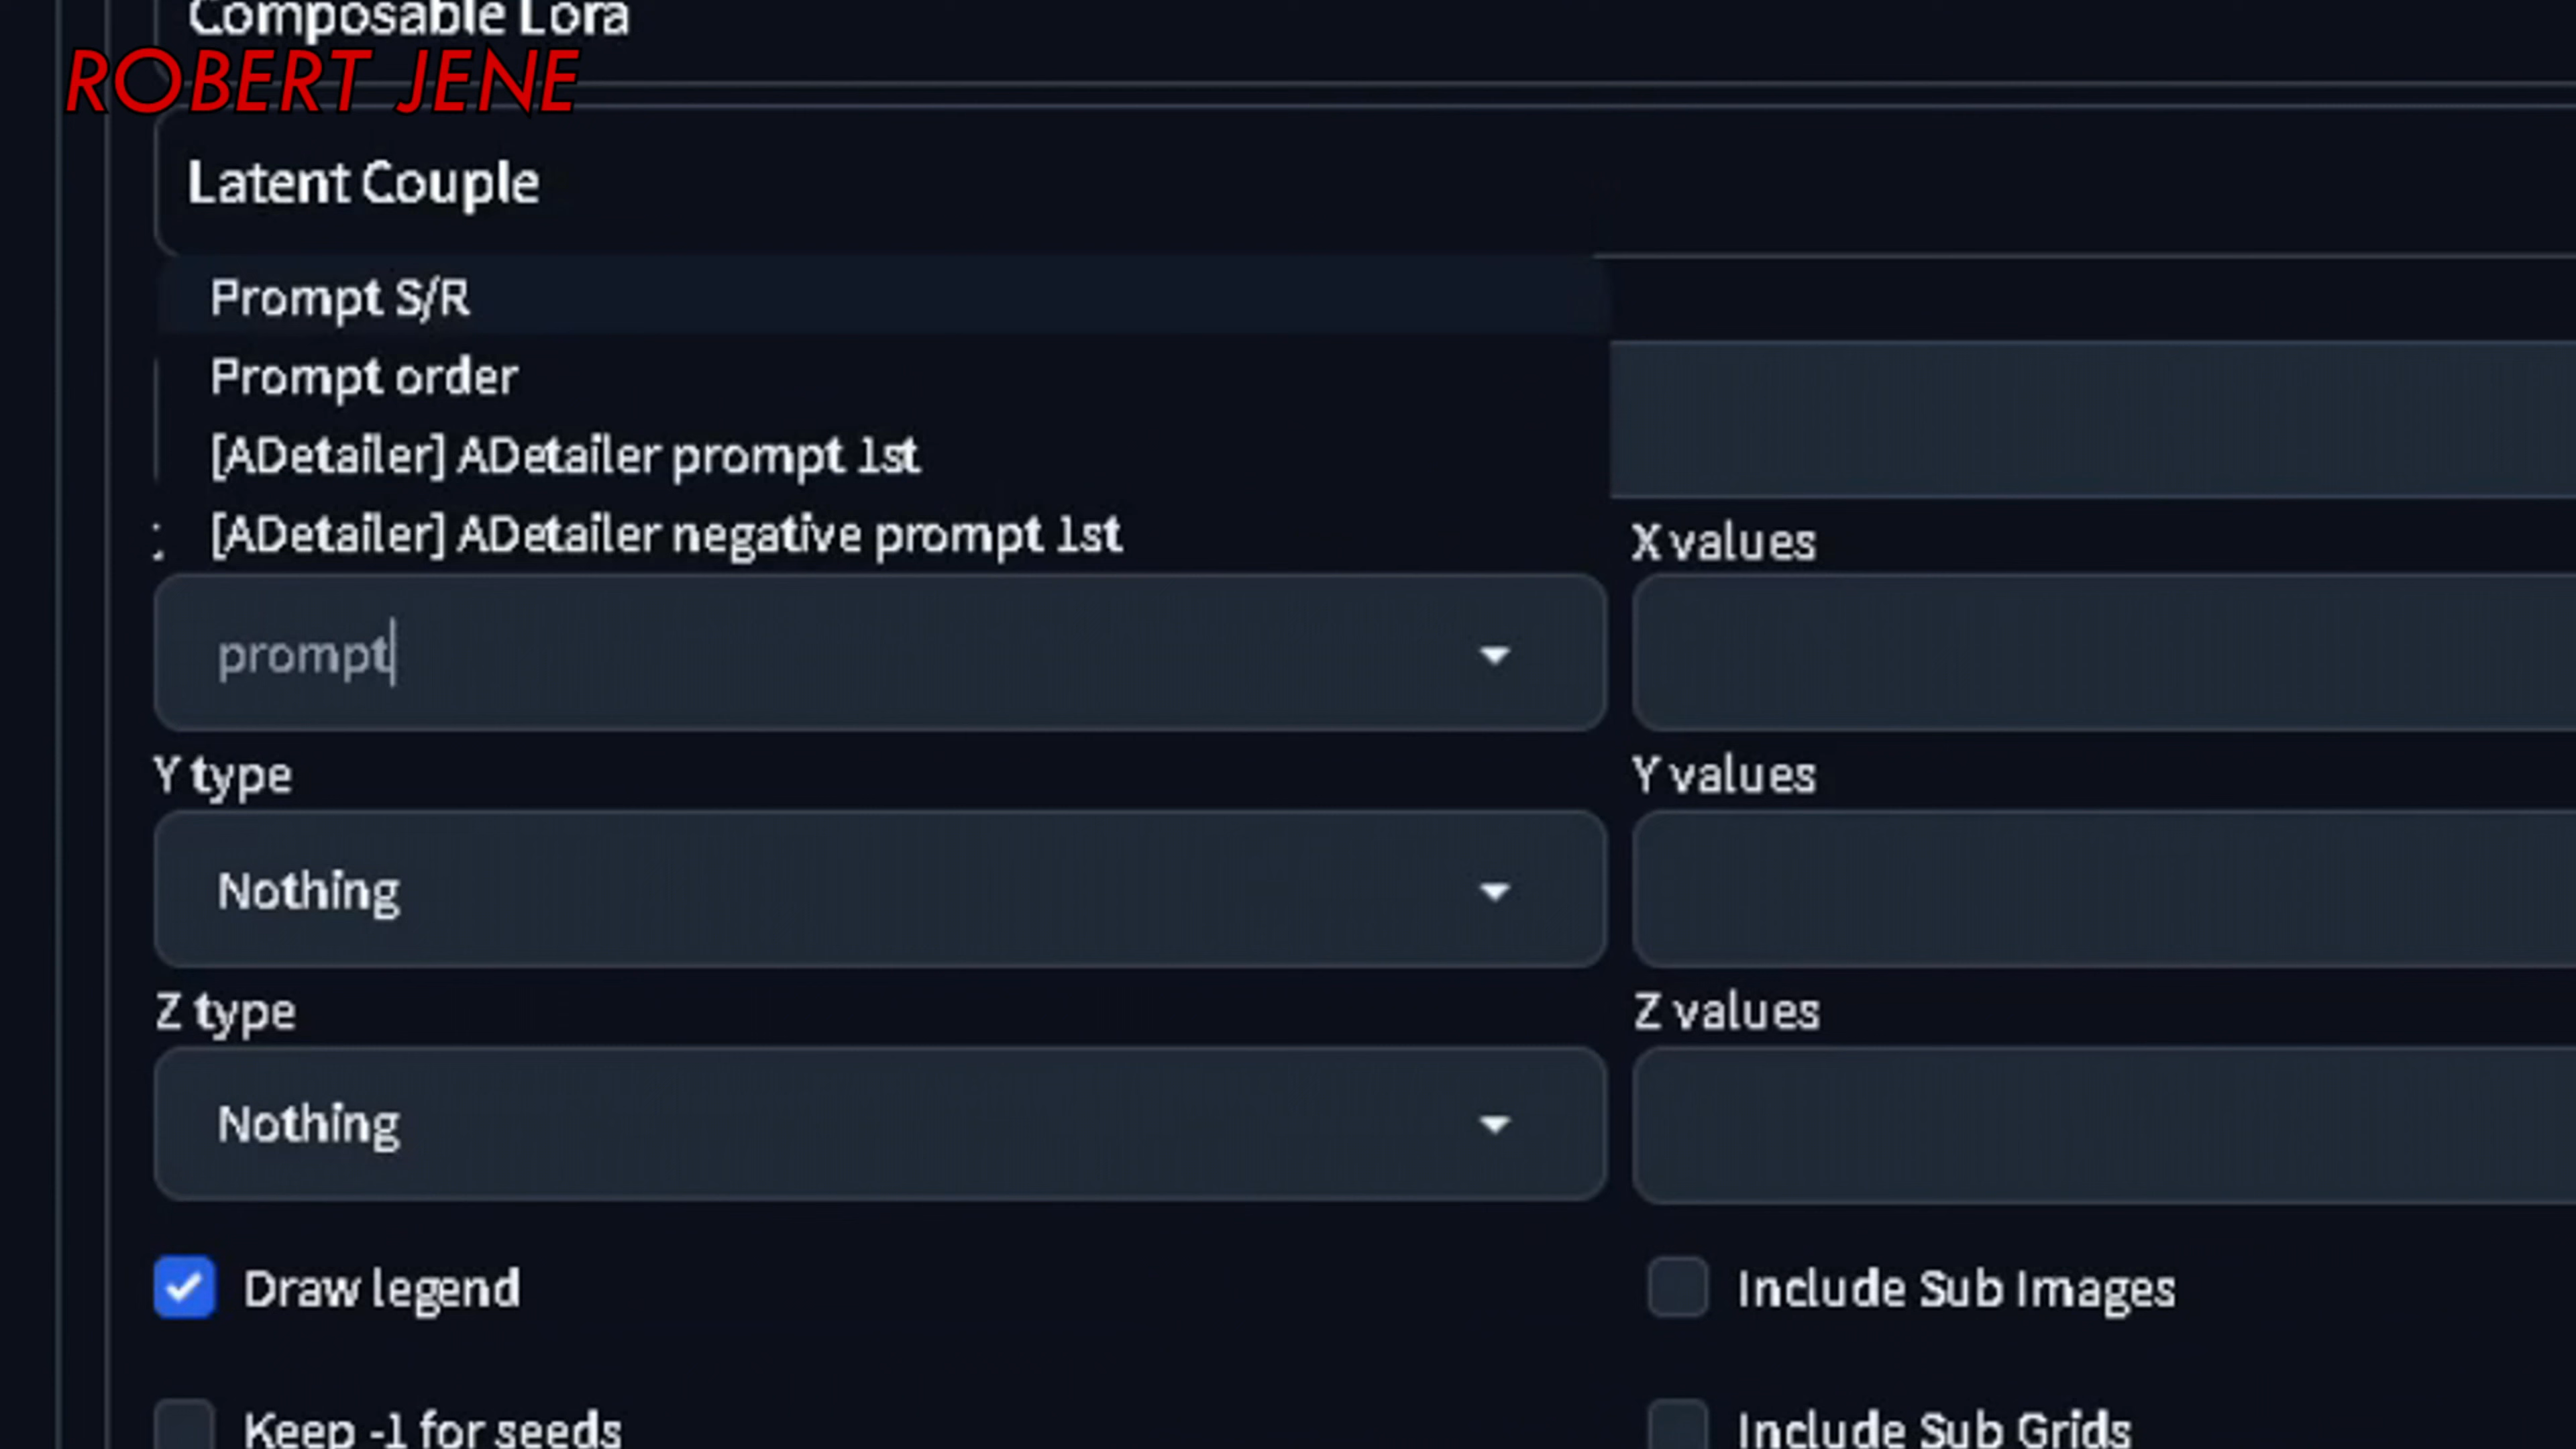 Composable Lora
ROBERT JENE
Latent Couple
Prompt S/R
Prompt order
[ADetailer] ADetailer prompt 1st
[ADetailer] ADetailer negative prompt 1st
X values
prompt
Y type
Y values
Nothing
Z type
Z values
Nothing
Draw legend
Include Sub Images
Keep -1 for seeds
Include Sub Grids